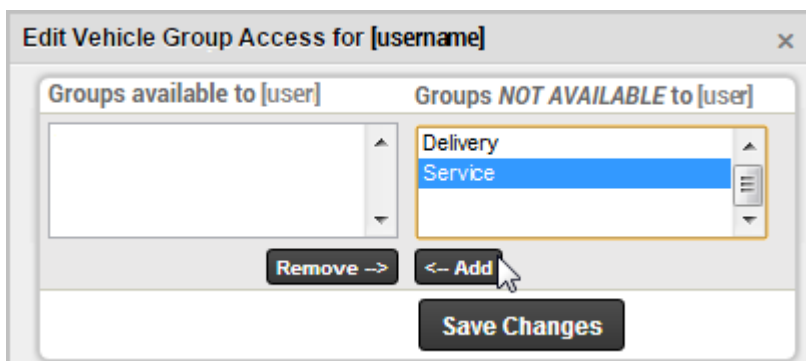 Edit Vehicle Group Access for [username] ×
Groups available to [user] Groups NOT AVAILABLE to [user]
Delivery
Service
Remove --> <-- Add
Save Changes